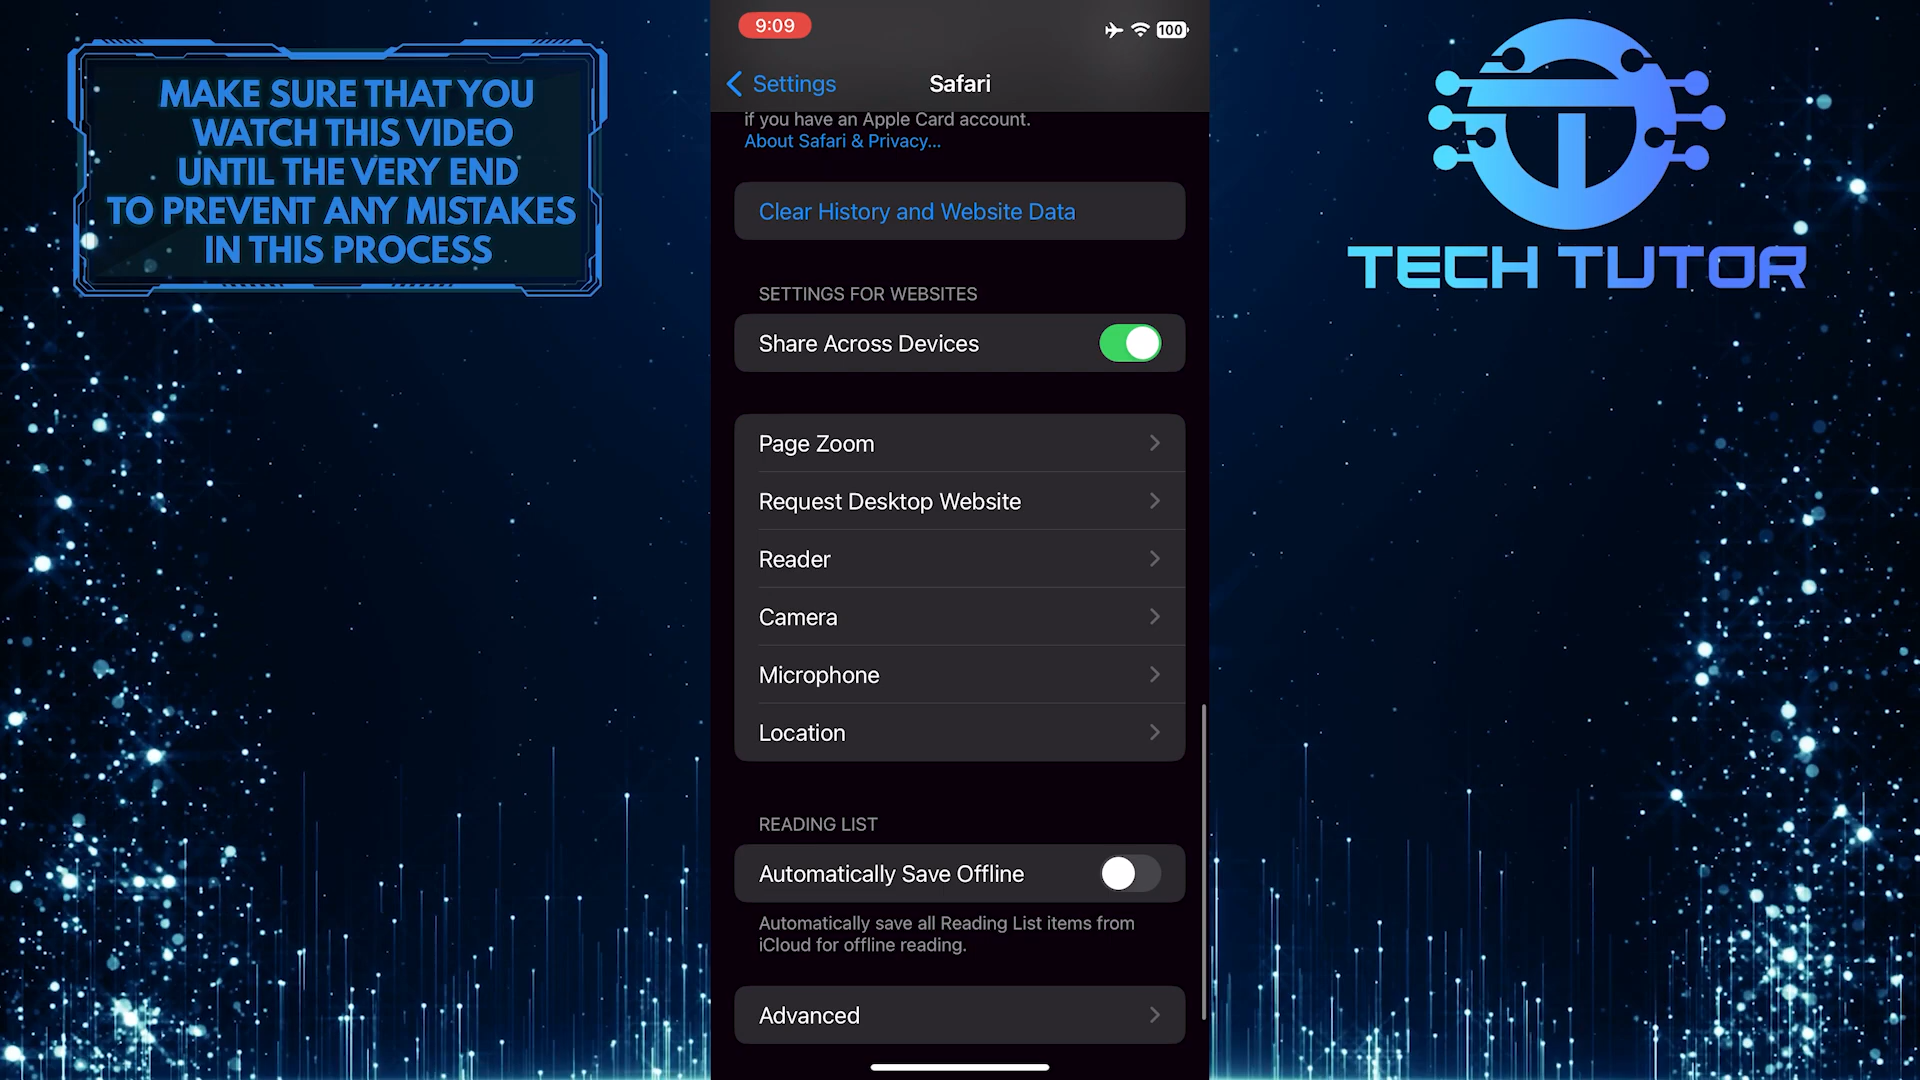 MAKE SURE THAT YOU
WATCH THIS VIDEO
UNTIL THE VERY END
TO PREVENT ANY MISTAKES
IN THIS PROCESS
9:09
100
Settings
Safari
if you have an Apple Card account.
About Safari & Privacy...
Clear History and Website Data
SETTINGS FOR WEBSITES
Share Across Devices
Page Zoom
Request Desktop Website
Reader
Camera
Microphone
Location
READING LIST
Automatically Save Offline
Automatically save all Reading List items from
iCloud for offline reading.
Advanced
TECH TUTOR